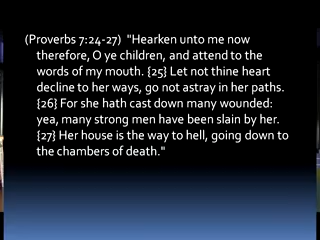 (Proverbs 7:24-27)  "Hearken unto me now
therefore, O ye children, and attend to the
words of my mouth. {25} Let not thine heart
decline to her ways, go not astray in her paths.
{26} For she hath cast down many wounded:
yea, many strong men have been slain by her.
{27} Her house is the way to hell, going down to
the chambers of death."